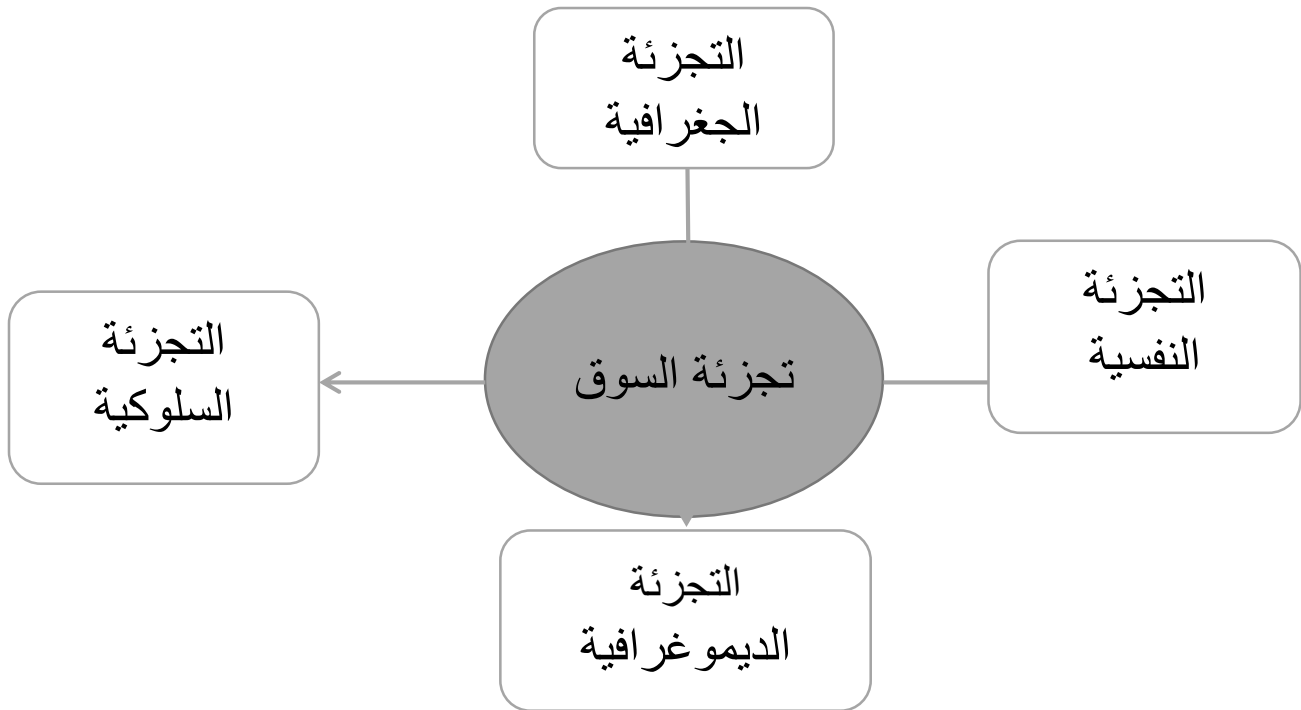 التجزئة
الجغرافية
التجزئة
النفسية
تجزئة السوق
التجزئة
السلوكية
التجزئة
الديموغرافية